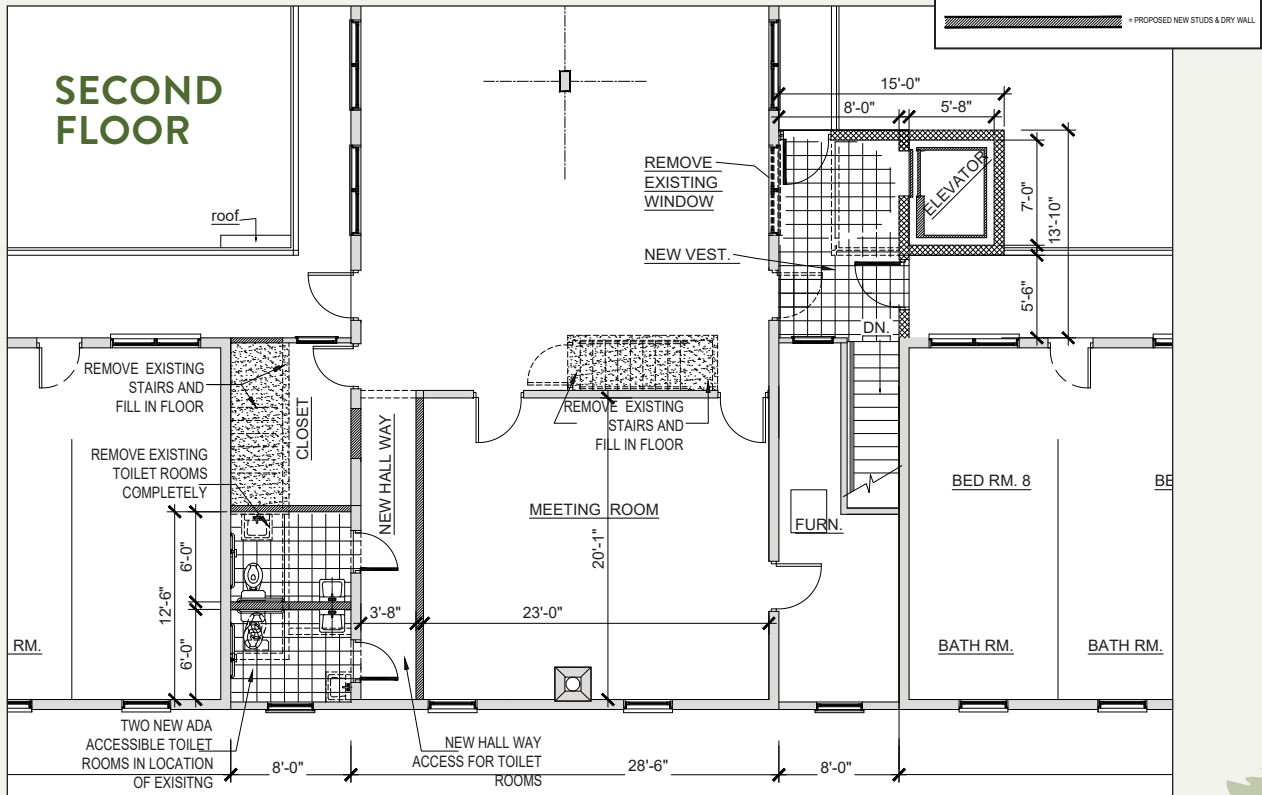 = PROPOSED NEW STUDS & DRY WALL
SECOND
FLOOR
15'-0"
8'-0"
5'-8"
REMOVE
EXISTING
WINDOW
ELEVATOR
7'-0"
13'-10"
roof
NEW VEST.
5'-6"
DN.
REMOVE EXISTING
STAIRS AND
FILL IN FLOOR
CLOSET
REMOVE EXISTING
STAIRS AND
FILL IN FLOOR
REMOVE EXISTING
TOILET ROOMS
COMPLETELY
NEW HALL WAY
MEETING ROOM
20'-1"
FURN.
BED RM. 8
BE
6'-0"
12'-6"
6'-0"
3'-8"
23'-0"
RM.
BATH RM.
BATH RM.
TWO NEW ADA
ACCESSIBLE TOILET
ROOMS IN LOCATION
OF EXISITNG
NEW HALL WAY
ACCESS FOR TOILET
ROOMS
8'-0"
28'-6"
8'-0"